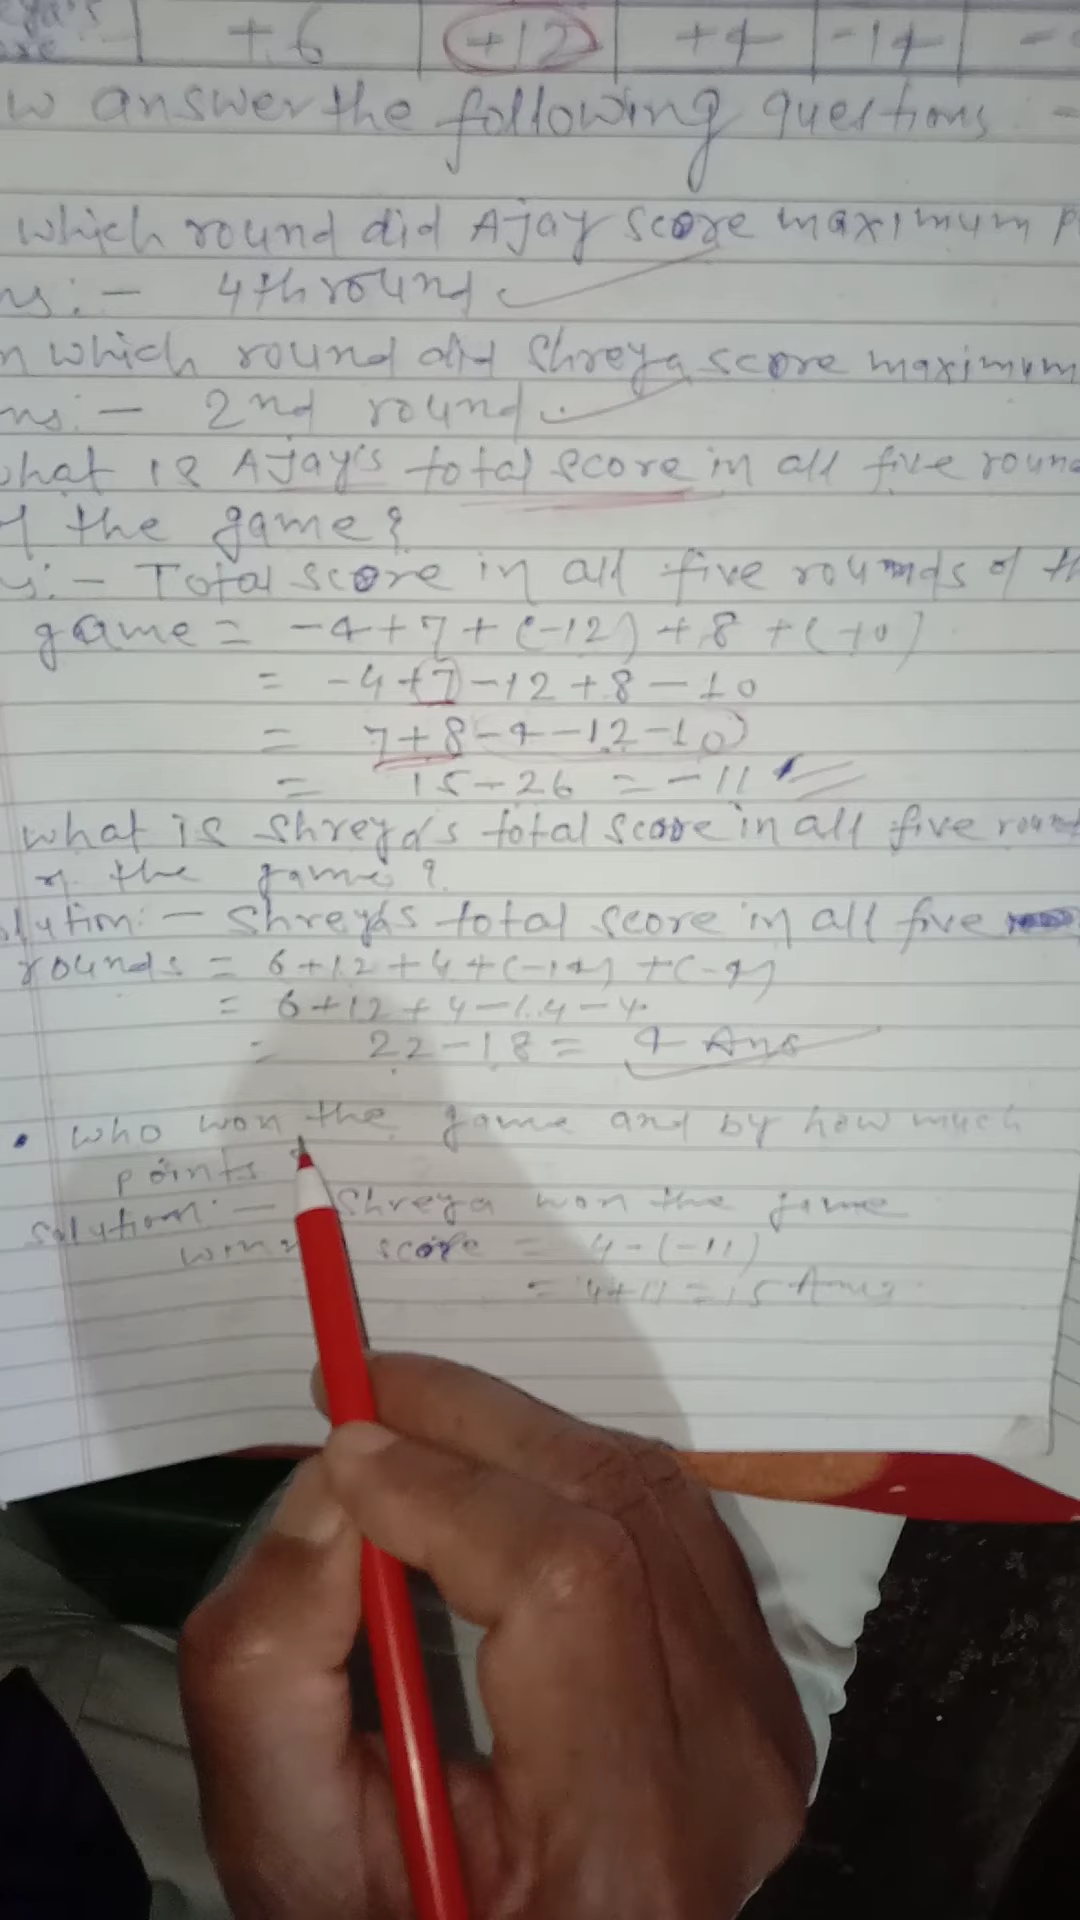 +6 +12 +4 -14
answer the following questions :-
which round did Ajay score maximum
4th round
which round did Shreya score maximum
2nd round
what is Ajay's total score in all five
the game?
:- Total score in all five rounds of
game = -4+7+(-12)+8+(-10)
= -4+7-12+8-10
= 7+8-4-12-10
= 15-26 = -11
what is Shreya's total score in all five
the game?
:- Shreya's total score in all five
rounds = 6+12+4+(-14)+(-4)
= 6+12+4-14-4
= 22-18 = 4 Ans
• who won the game and by how much
points
Solution :- Shreya won the game
score = 4-(-11)
= 4+11 = 15 Ans